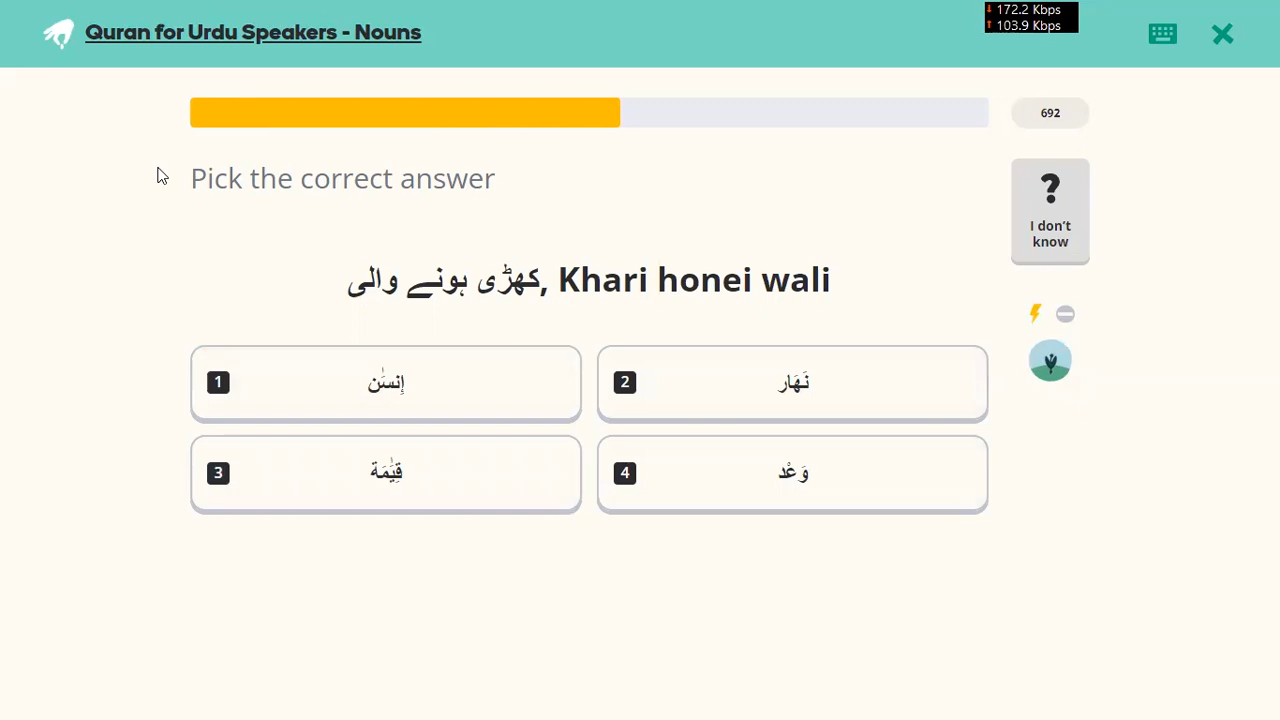 Quran for Urdu Speakers - Nouns
↓ 172.2 Kbps
↑ 103.9 Kbps
692
Pick the correct answer
?
I don't
know
کھڑی ہونے والی, Khari honei wali
1 إِنسَٰن
2 نَهَار
3 قِيَٰمَة
4 وَعْد